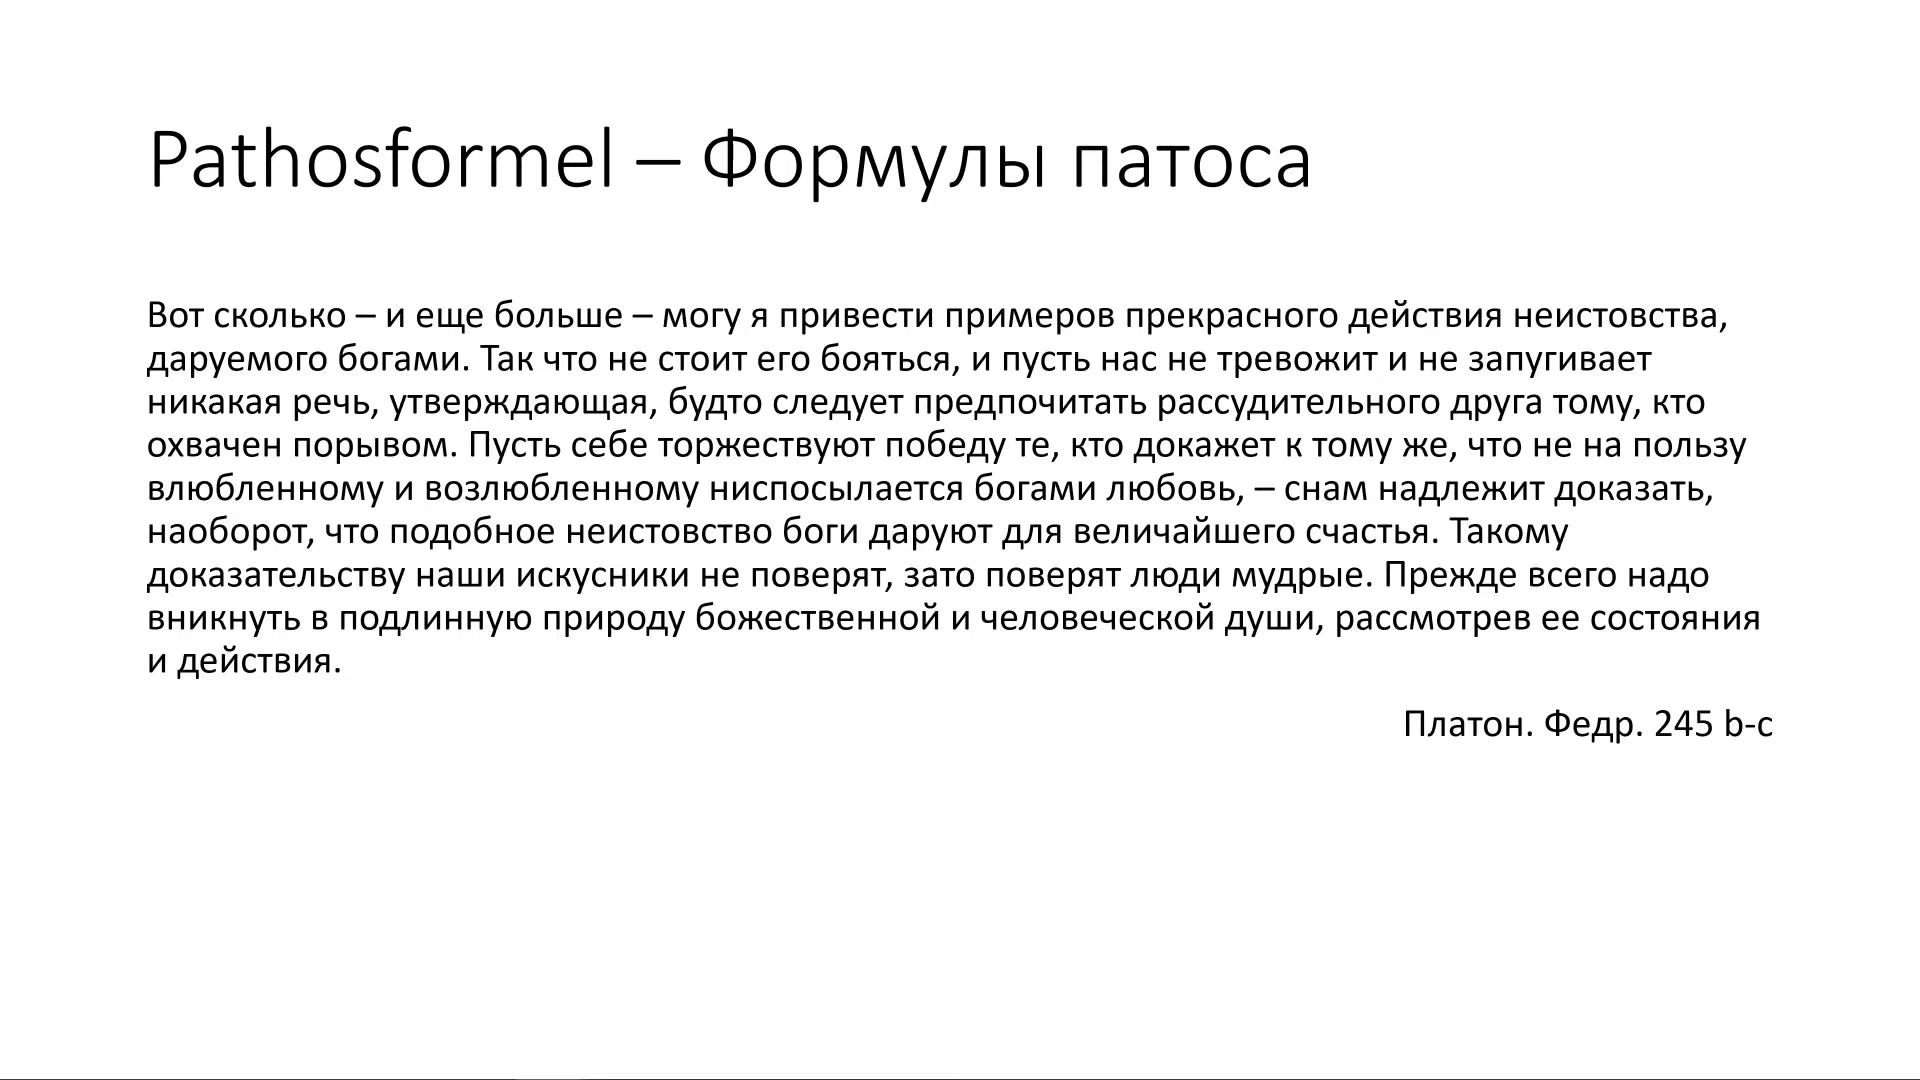 Pathosformel – Формулы патоса
Вот сколько – и еще больше – могу я привести примеров прекрасного действия неистовства,
даруемого богами. Так что не стоит его бояться, и пусть нас не тревожит и не запугивает
никакая речь, утверждающая, будто следует предпочитать рассудительного друга тому, кто
охвачен порывом. Пусть себе торжествуют победу те, кто докажет к тому же, что не на пользу
влюбленному и возлюбленному ниспосылается богами любовь, – снам надлежит доказать,
наоборот, что подобное неистовство боги даруют для величайшего счастья. Такому
доказательству наши искусники не поверят, зато поверят люди мудрые. Прежде всего надо
вникнуть в подлинную природу божественной и человеческой души, рассмотрев ее состояния
и действия.
Платон. Федр. 245 b-c